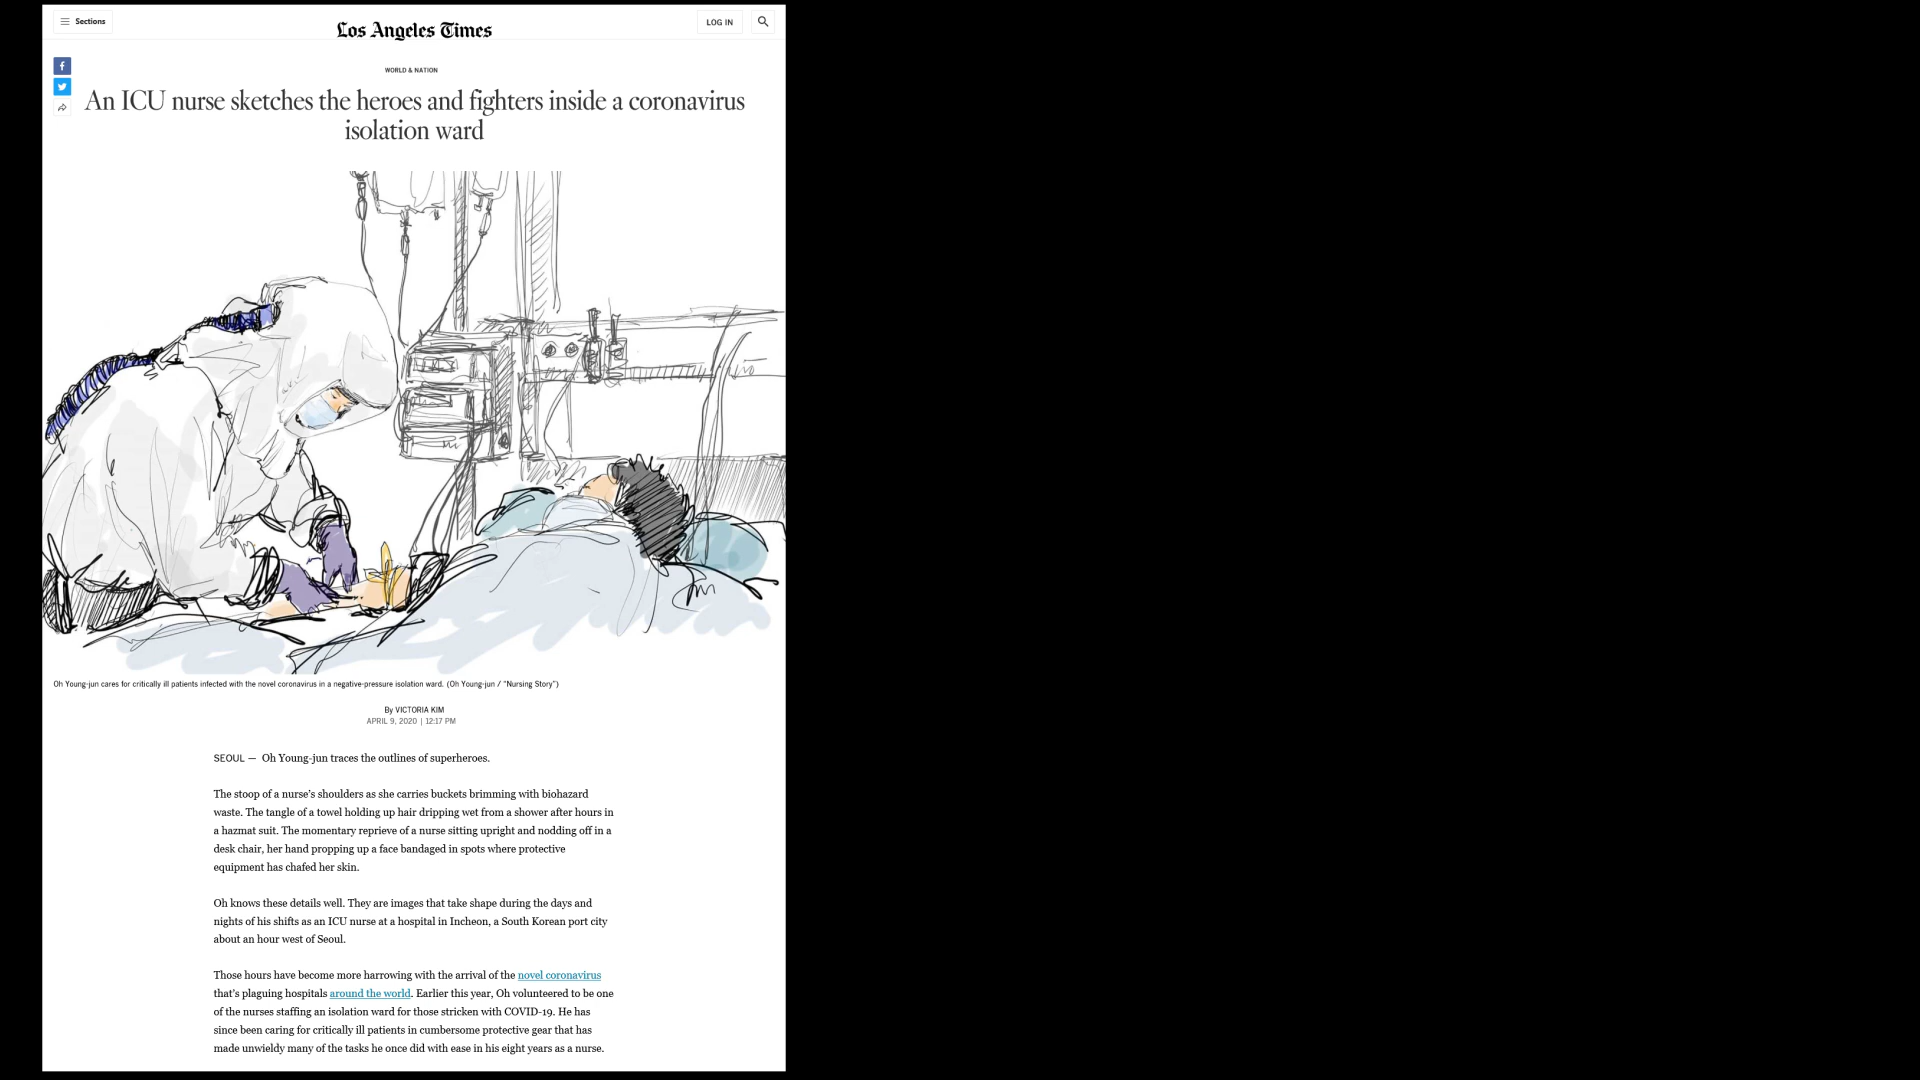 Sections
Los Angeles Times
LOG IN
WORLD & NATION
An ICU nurse sketches the heroes and fighters inside a coronavirus
isolation ward
Oh Young-jun cares for critically ill patients infected with the novel coronavirus in a negative-pressure isolation ward. (Oh Young-jun / "Nursing Story")
By VICTORIA KIM
APRIL 9, 2020 | 12:17 PM
SEOUL — Oh Young-jun traces the outlines of superheroes.
The stoop of a nurse's shoulders as she carries buckets brimming with biohazard
waste. The tangle of a towel holding up hair dripping wet from a shower after hours in
a hazmat suit. The momentary reprieve of a nurse sitting upright and nodding off in a
desk chair, her hand propping up a face bandaged in spots where protective
equipment has chafed her skin.
Oh knows these details well. They are images that take shape during the days and
nights of his shifts as an ICU nurse at a hospital in Incheon, a South Korean port city
about an hour west of Seoul.
Those hours have become more harrowing with the arrival of the novel coronavirus
that's plaguing hospitals around the world. Earlier this year, Oh volunteered to be one
of the nurses staffing an isolation ward for those stricken with COVID-19. He has
since been caring for critically ill patients in cumbersome protective gear that has
made unwieldy many of the tasks he once did with ease in his eight years as a nurse.